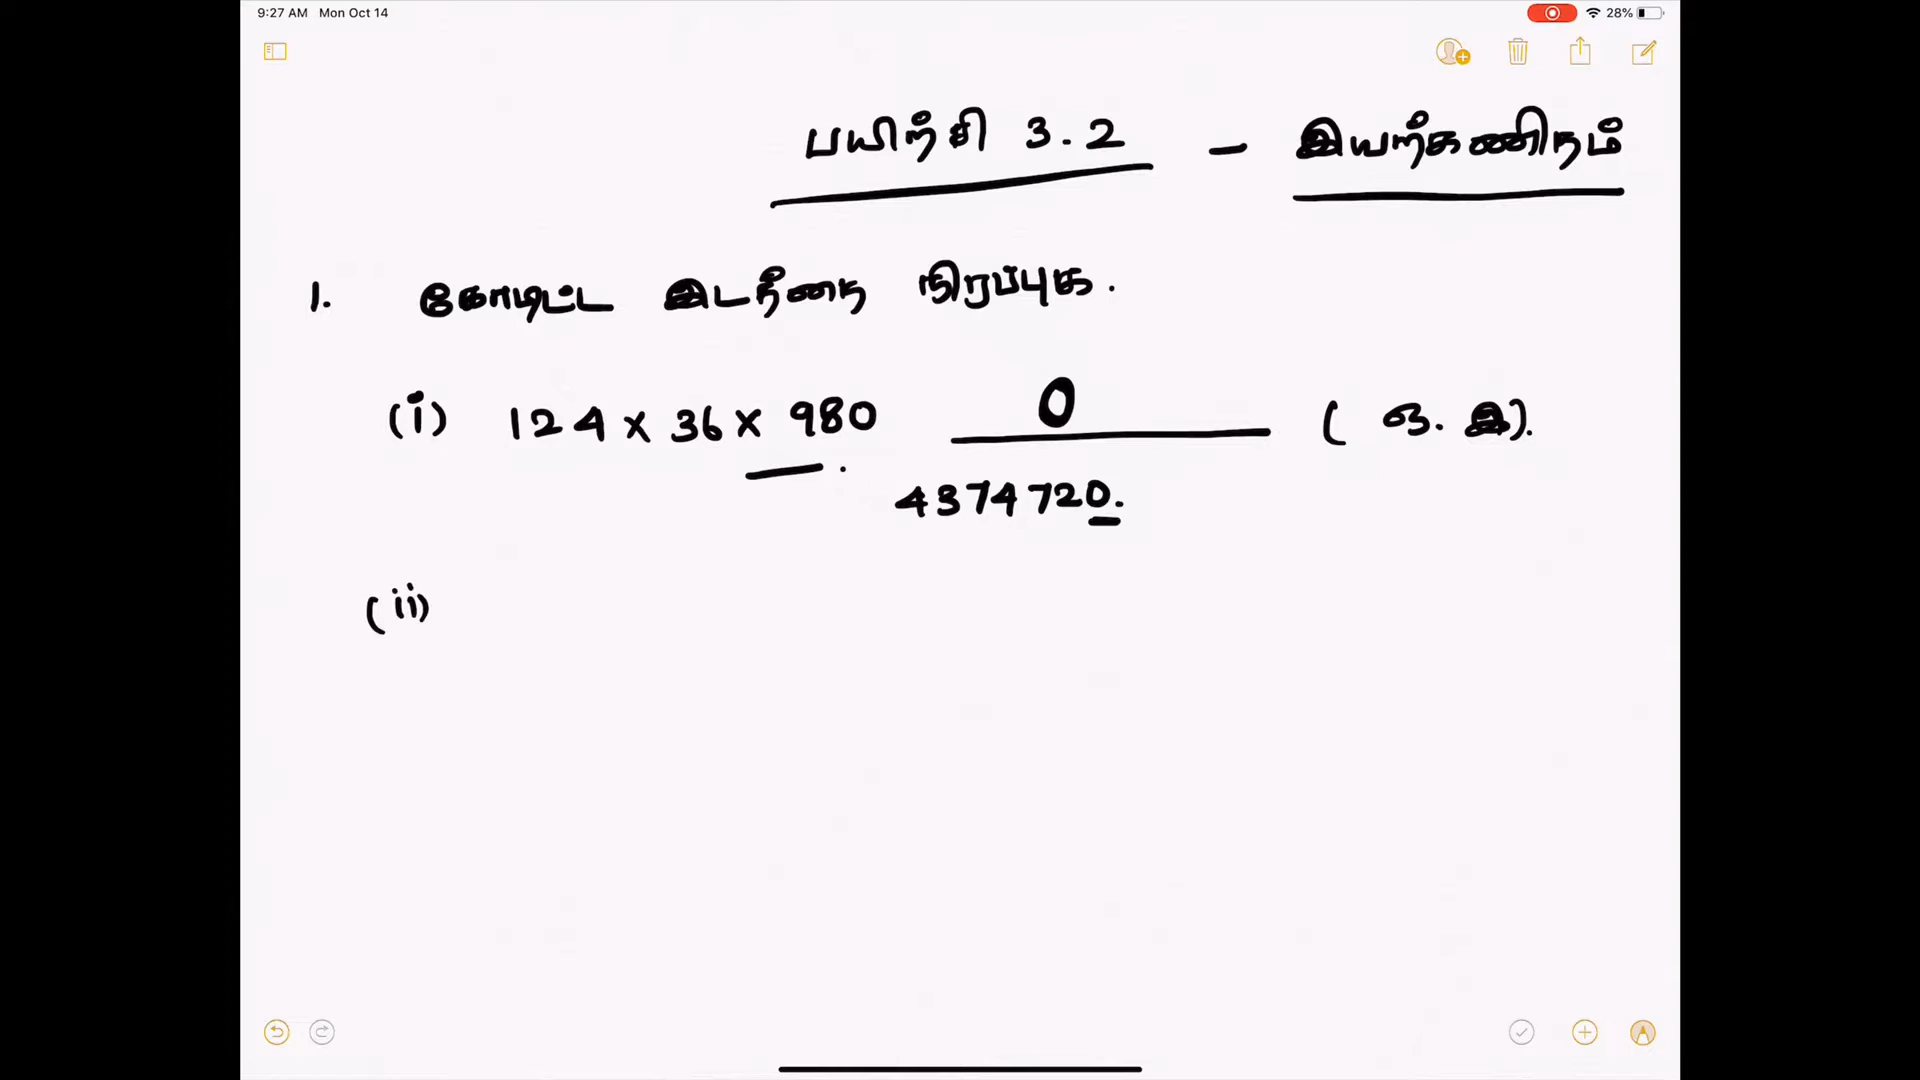 9:27 AM Mon Oct 14 28%
பயிற்சி 3.2 - இயற்கணிதம்
1. கோடிட்ட இடத்தை நிரப்புக.
(i) 124 x 36 x 980 0 ( ஒ. இ).
4374720.
(ii)